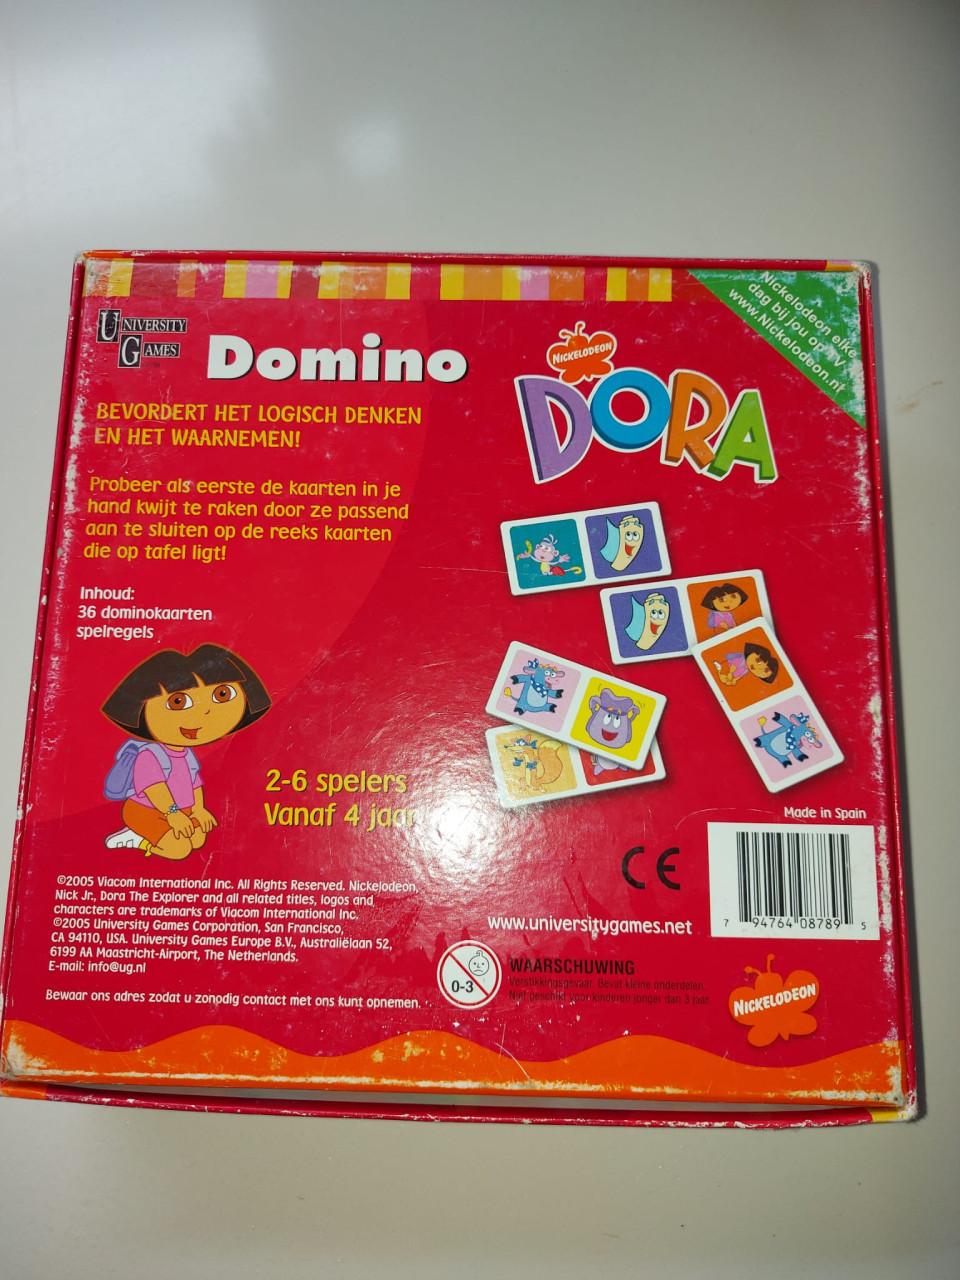 UNIVERSITY
GAMES
Domino
NICKELODEON
DORA
Nickelodeon elke
dag bij jou op TV
www.Nickelodeon.nl
BEVORDERT HET LOGISCH DENKEN
EN HET WAARNEMEN!
Probeer als eerste de kaarten in je
hand kwijt te raken door ze passend
aan te sluiten op de reeks kaarten
die op tafel ligt!
Inhoud:
36 dominokaarten
spelregels
2-6 spelers
Vanaf 4 jaar
Made in Spain
CE
7 94764 08789 5
©2005 Viacom International Inc. All Rights Reserved. Nickelodeon,
Nick Jr., Dora The Explorer and all related titles, logos and
characters are trademarks of Viacom International Inc.
©2005 University Games Corporation, San Francisco,
CA 94110, USA. University Games Europe B.V., Australiëlaan 52,
6199 AA Maastricht-Airport, The Netherlands.
E-mail: info@ug.nl
Bewaar ons adres zodat u zonodig contact met ons kunt opnemen.
www.universitygames.net
0-3
WAARSCHUWING
Verstikkingsgevaar. Bevat kleine onderdelen.
Niet geschikt voor kinderen jonger dan 3 jaar.
NICKELODEON